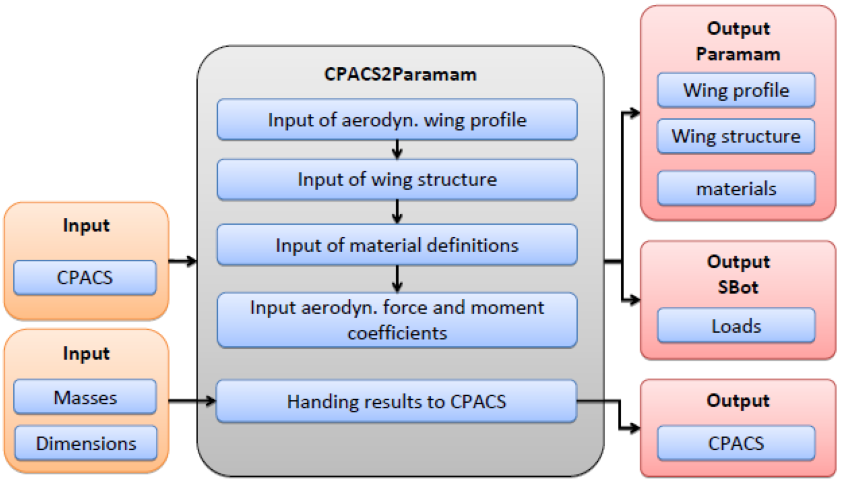 Input
CPACS
Input
Masses
Dimensions
CPACS2Paramam
Input of aerodyn. wing profile
Input of wing structure
Input of material definitions
Input aerodyn. force and moment
coefficients
Handing results to CPACS
Output
Paramam
Wing profile
Wing structure
materials
Output
SBot
Loads
Output
CPACS